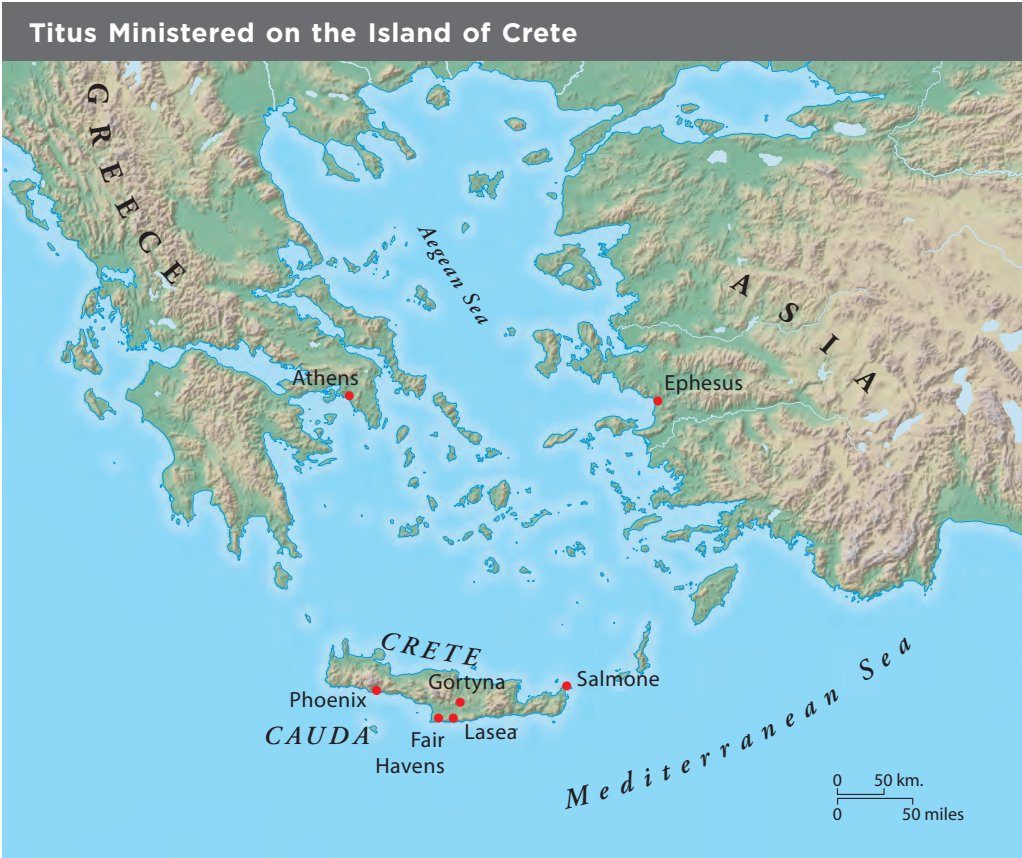 Titus Ministered on the Island of Crete
GREECE
Aegean Sea
ASIA
Athens
Ephesus
CRETE
Gortyna
Salmone
Phoenix
CAUDA
Fair
Havens
Lasea
Mediterranean Sea
0 50 km.
0 50 miles